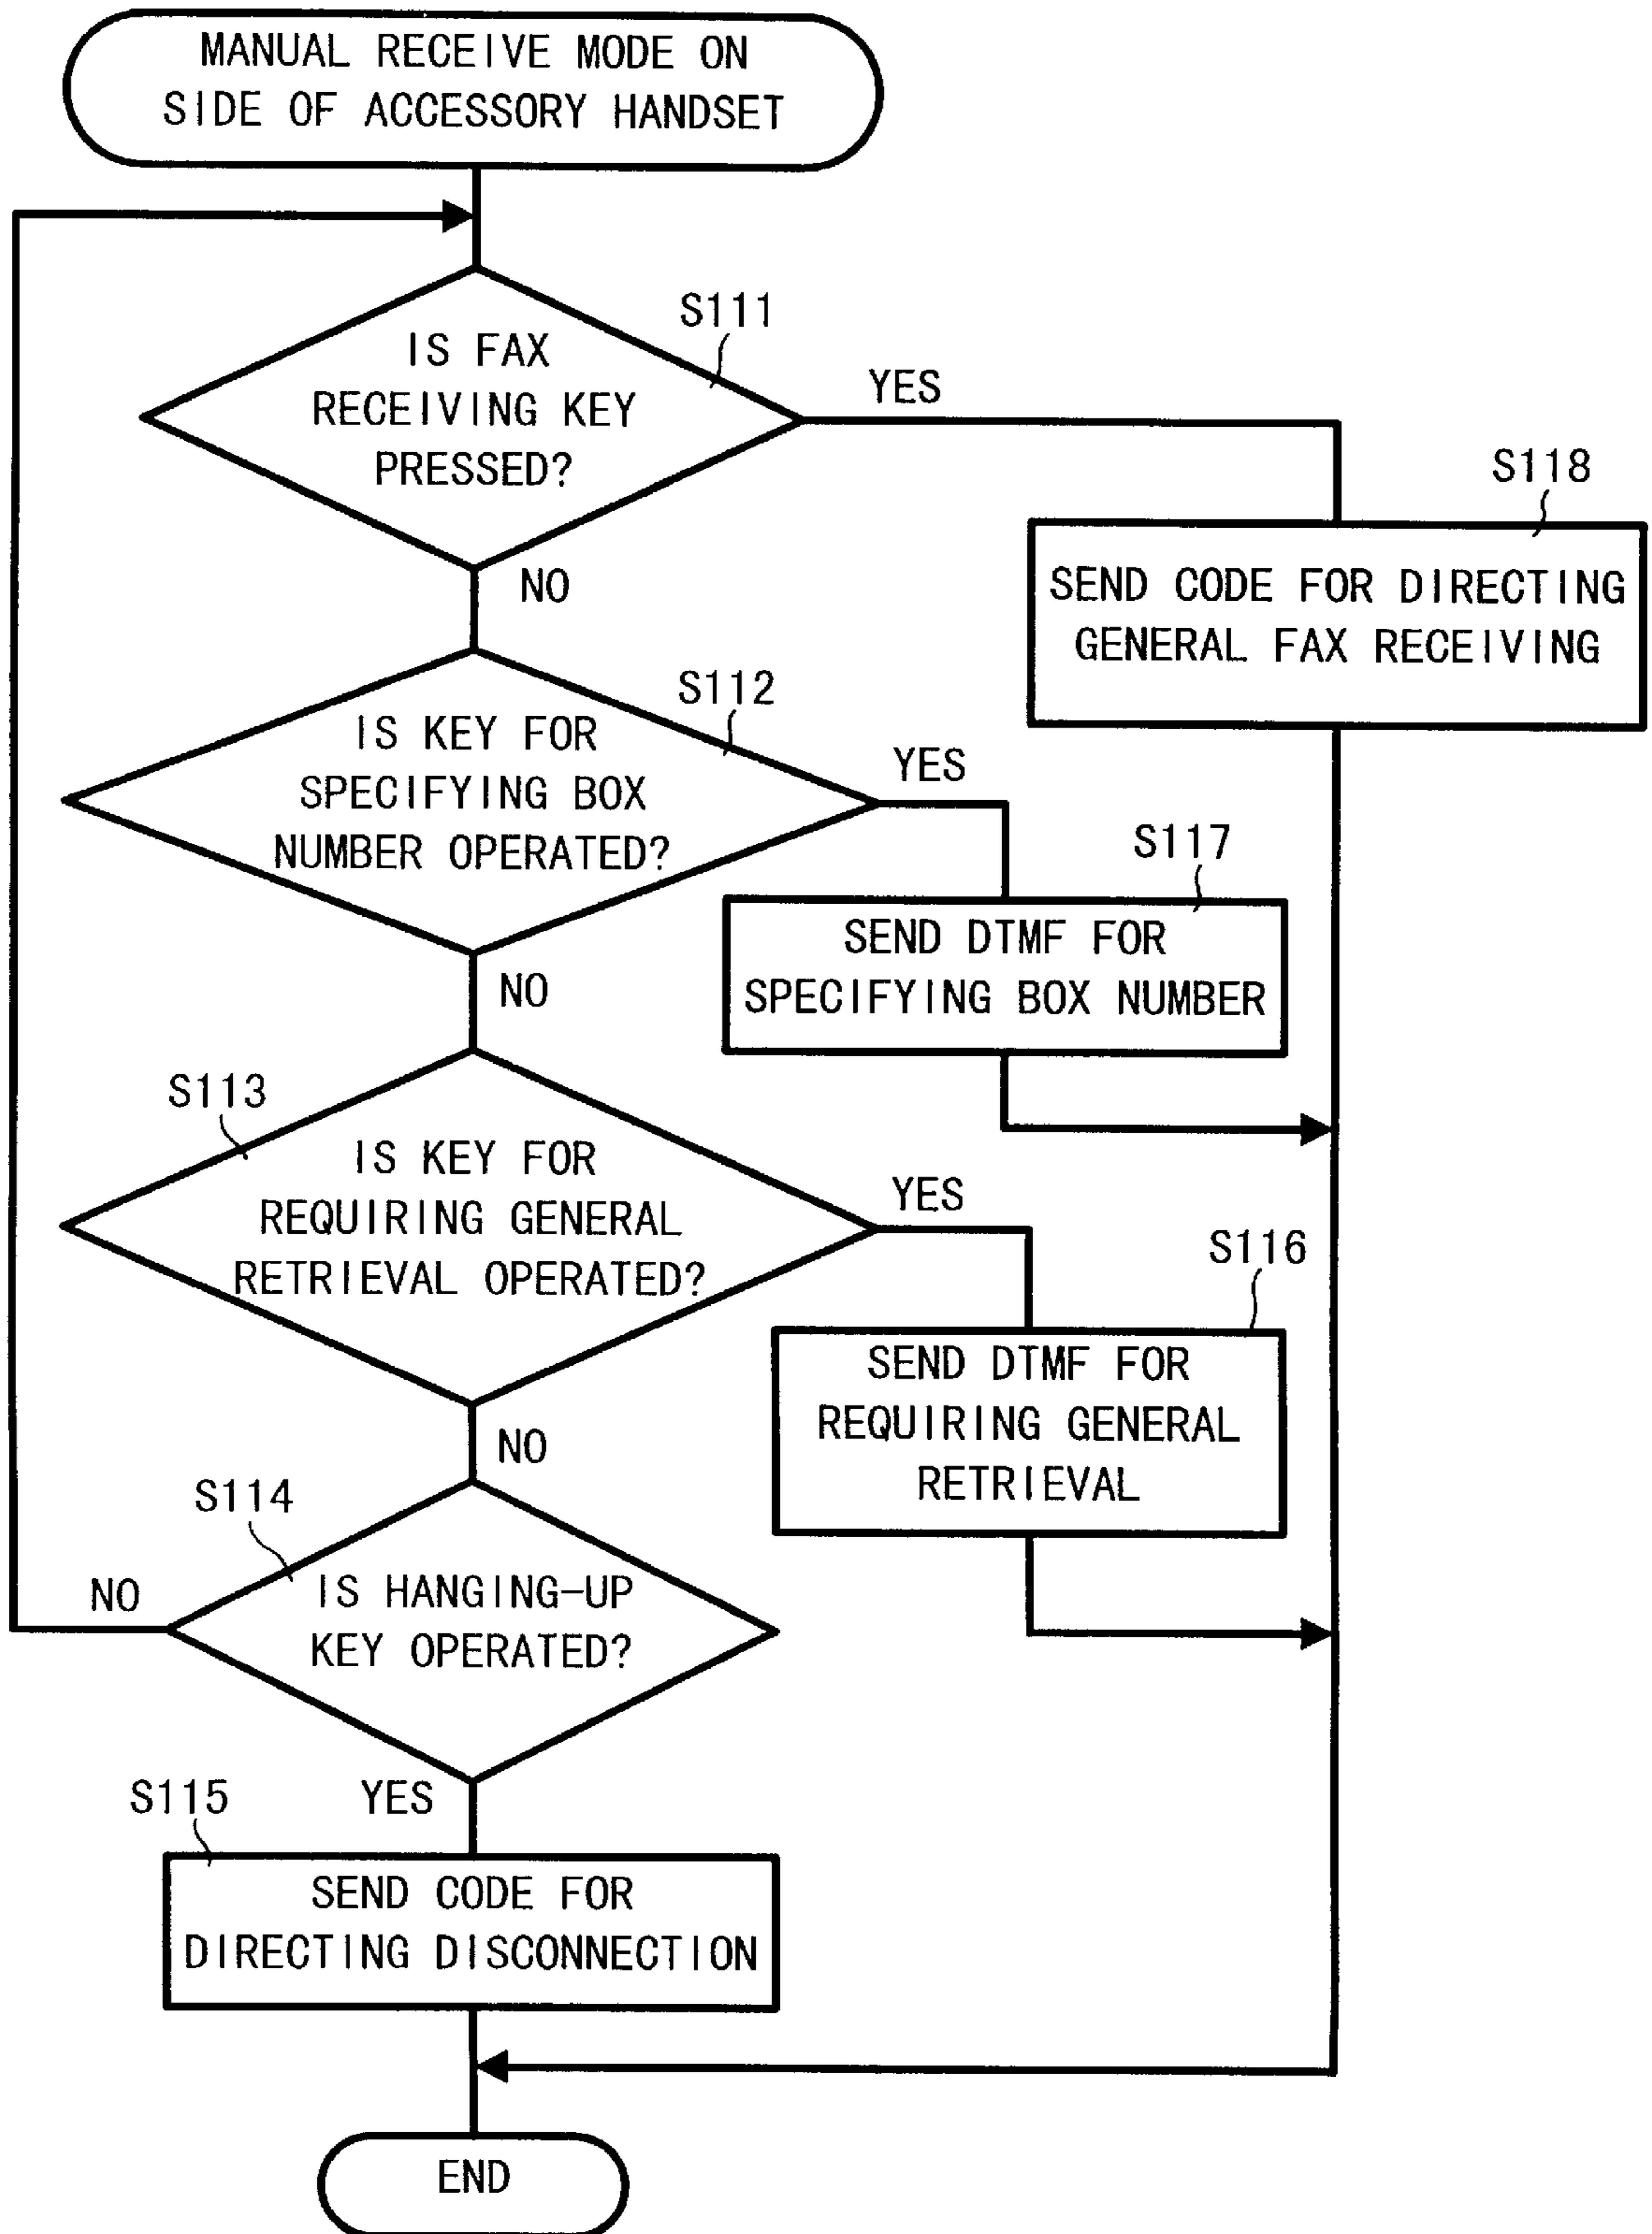 MANUAL RECEIVE MODE ON
SIDE OF ACCESSORY HANDSET
S111
IS FAX
RECEIVING KEY
PRESSED?
YES
NO
S118
SEND CODE FOR DIRECTING
GENERAL FAX RECEIVING
S112
IS KEY FOR
SPECIFYING BOX
NUMBER OPERATED?
YES
NO
S117
SEND DTMF FOR
SPECIFYING BOX NUMBER
S113
IS KEY FOR
REQUIRING GENERAL
RETRIEVAL OPERATED?
YES
NO
S116
SEND DTMF FOR
REQUIRING GENERAL
RETRIEVAL
S114
IS HANGING-UP
KEY OPERATED?
NO
YES
S115
SEND CODE FOR
DIRECTING DISCONNECTION
END